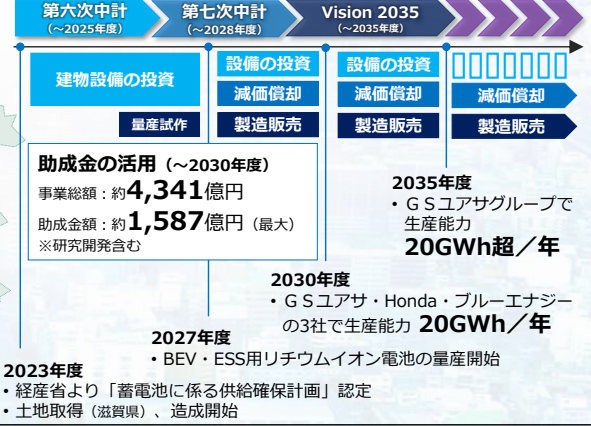 第六次中計
(～2025年度)
第七次中計
(～2028年度)
Vision 2035
(～2035年度)
建物設備の投資
設備の投資
設備の投資
減価償却
減価償却
減価償却
量産試作
製造販売
製造販売
製造販売
助成金の活用（～2030年度）
事業総額：約4,341億円
助成金額：約1,587億円（最大）
※研究開発含む
2035年度
・ＧＳユアサグループで
生産能力
20GWh超／年
2030年度
・ＧＳユアサ・Honda・ブルーエナジー
の3社で生産能力 20GWh／年
2027年度
・BEV・ESS用リチウムイオン電池の量産開始
2023年度
・経産省より「蓄電池に係る供給確保計画」認定
・土地取得（滋賀県）、造成開始